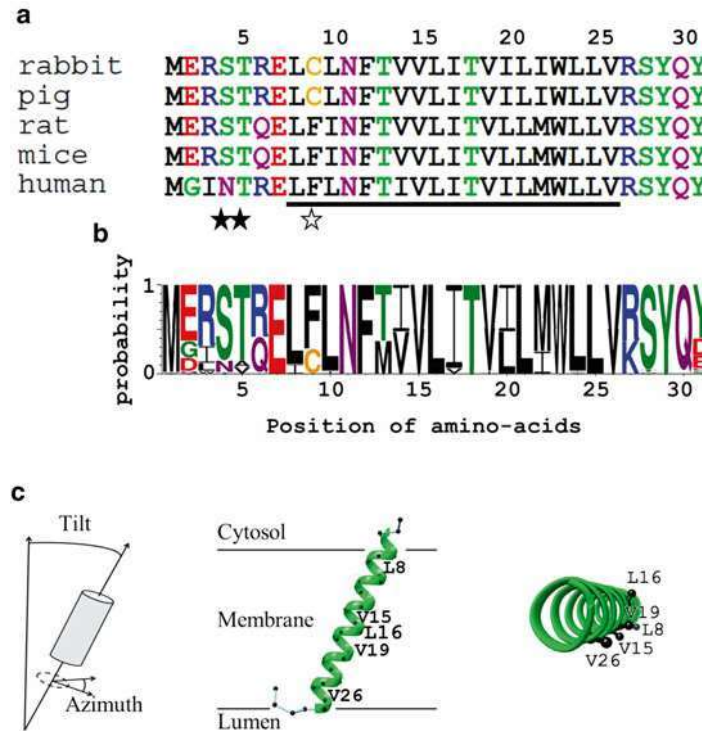 a
5 10 15 20 25 30
rabbit MERSTRELCLNFTVVLITVILIWLLVRSYQY
pig MERSTRELCLNFTVVLITVILIWLLVRSYQY
rat MERSTQELFINFTVVLITVLLMWLLVRSYQY
mice MERSTQELFINFTVVLITVLLMWLLVRSYQY
human MGINTRELFLNFTIVLITVILMWLLVRSYQY
b
probability
1
0
MERSTRELFLNFTIVLITVILMWLLVRSYQY
5 10 15 20 25 30
Position of amino-acids
c
Tilt
Azimuth
Cytosol
L8
Membrane
V15
L16
V19
V26
Lumen
L16
V19
L8
V15
V26